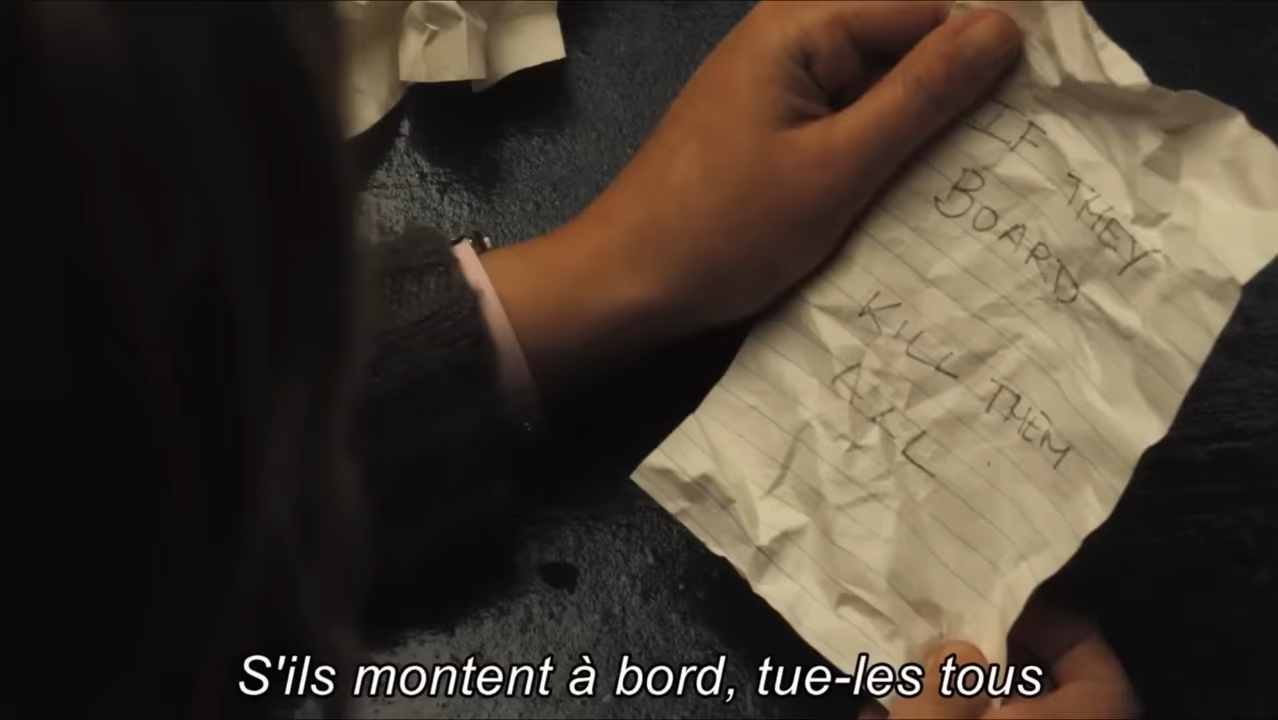 IF THEY
BOARD
KILL THEM
ALL
S'ils montent à bord, tue-les tous